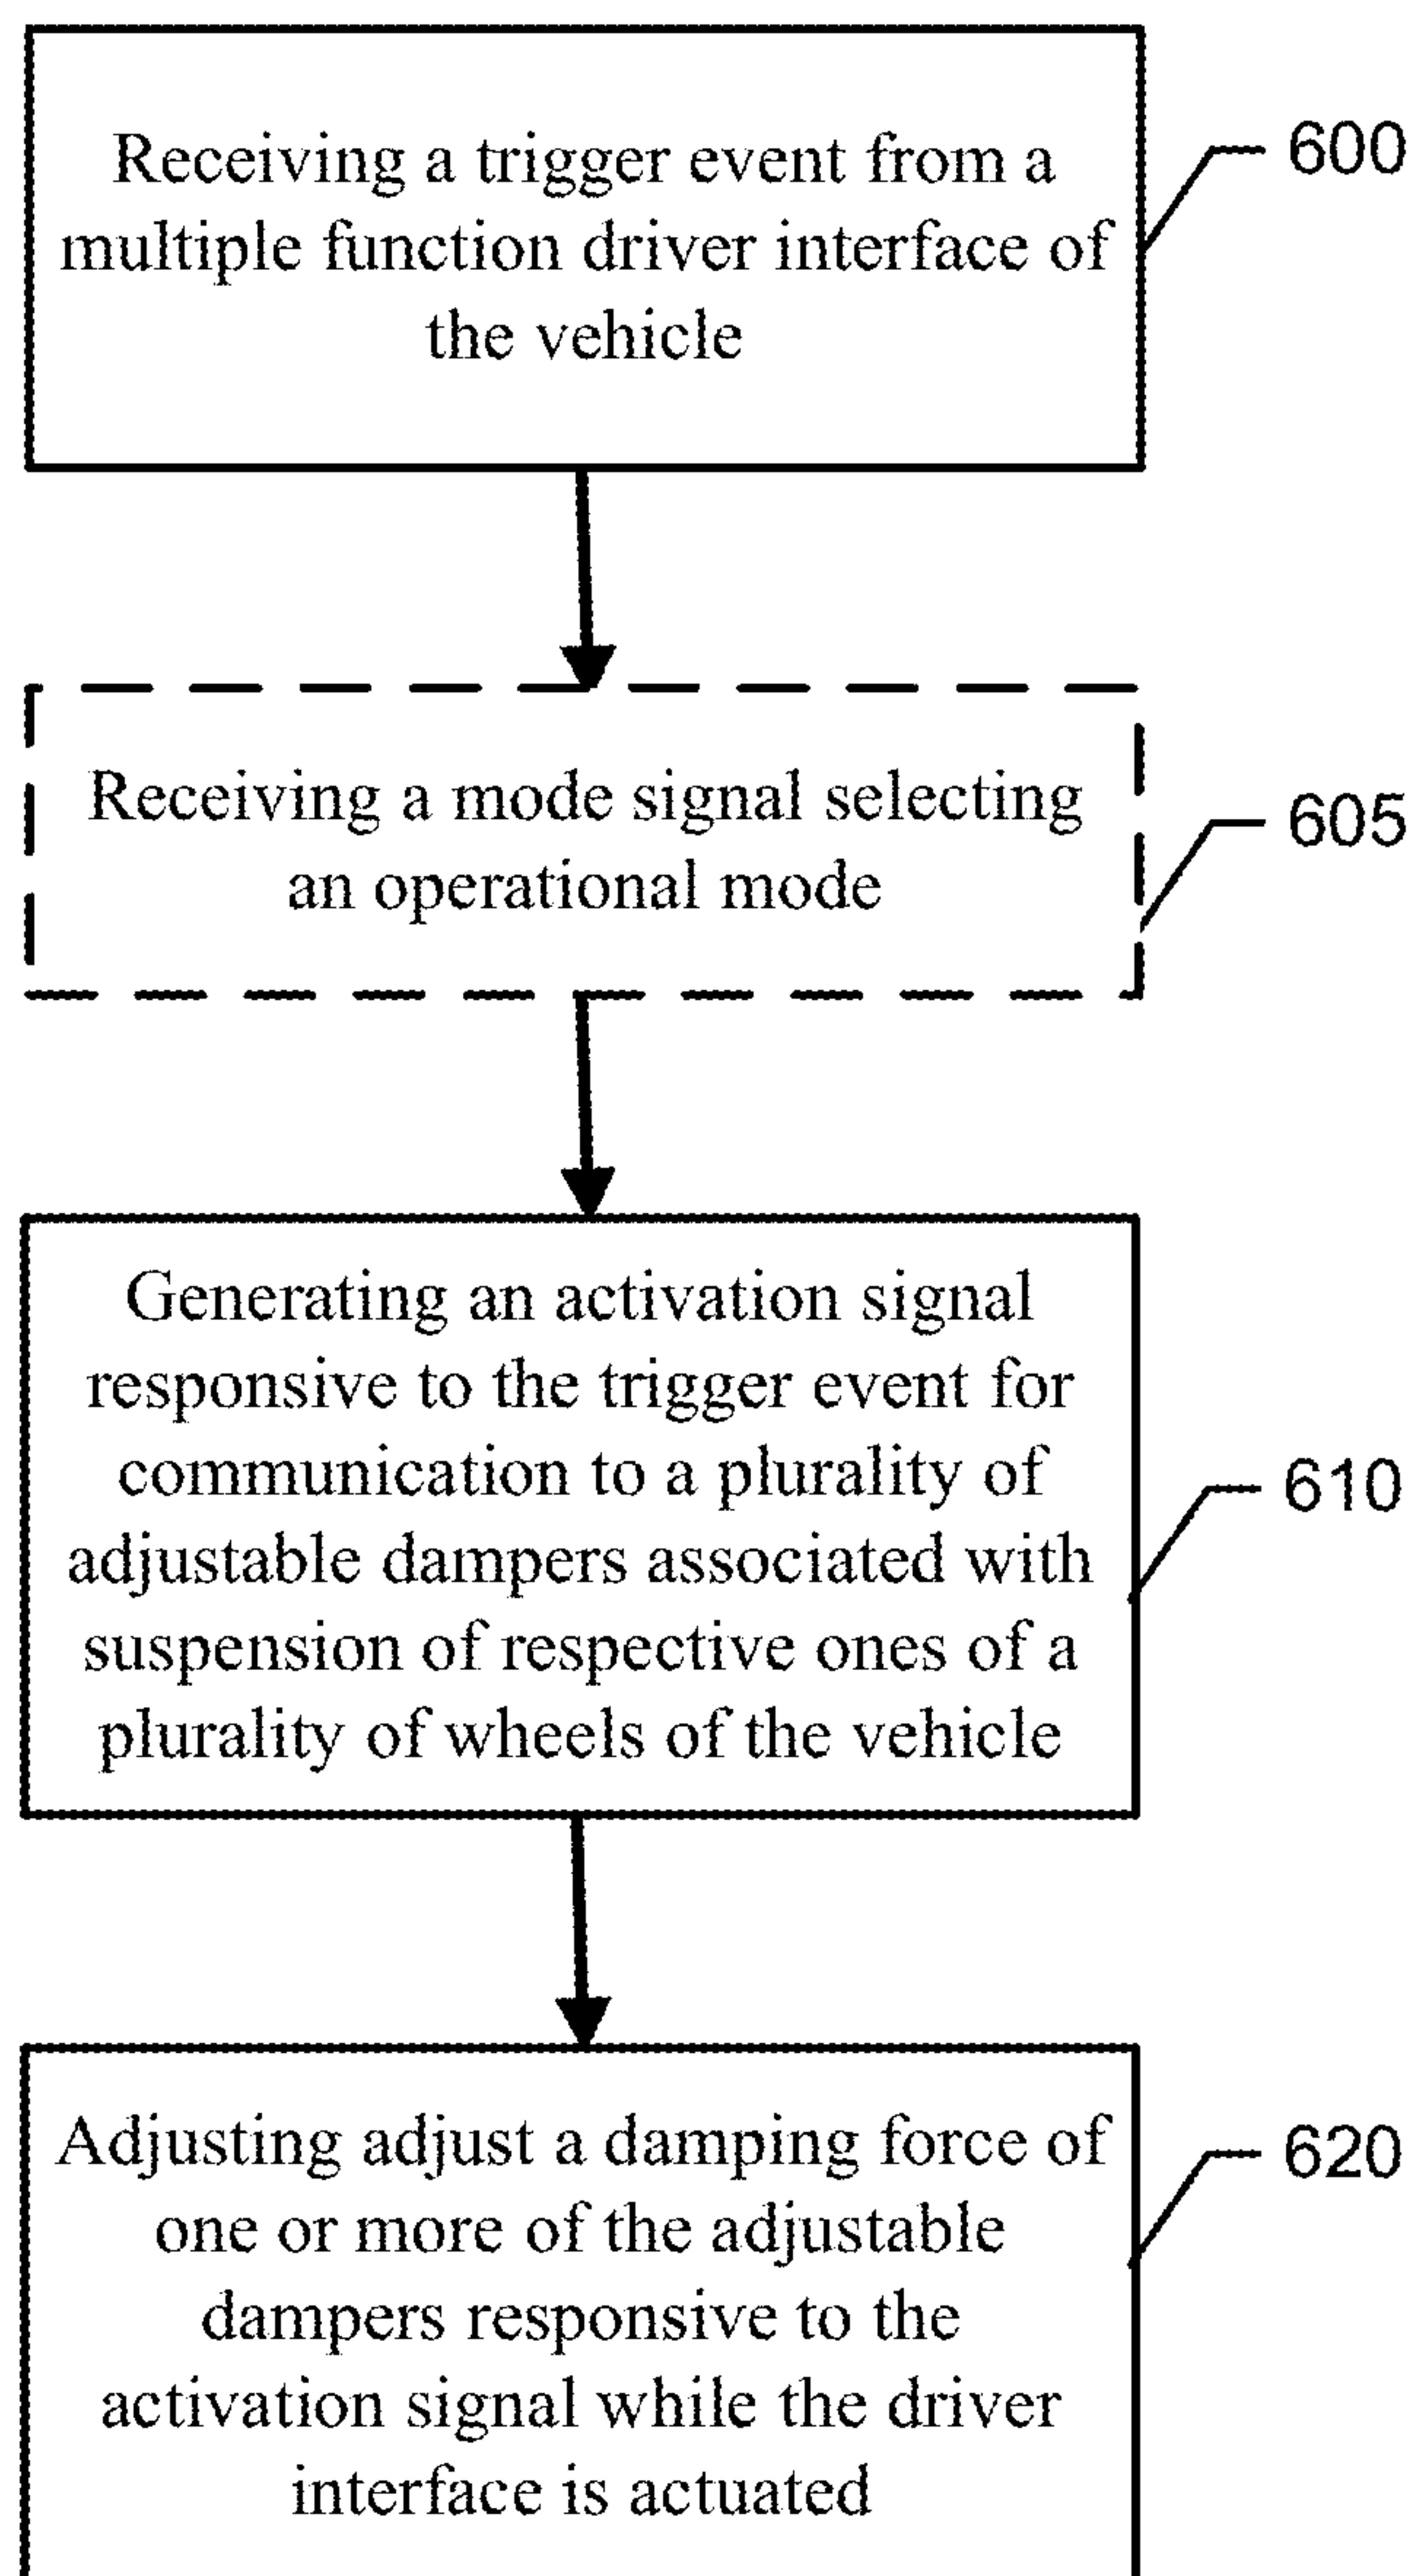 Receiving a trigger event from a
multiple function driver interface of
the vehicle
600
Receiving a mode signal selecting
an operational mode
605
Generating an activation signal
responsive to the trigger event for
communication to a plurality of
adjustable dampers associated with
suspension of respective ones of a
plurality of wheels of the vehicle
610
Adjusting adjust a damping force of
one or more of the adjustable
dampers responsive to the
activation signal while the driver
interface is actuated
620